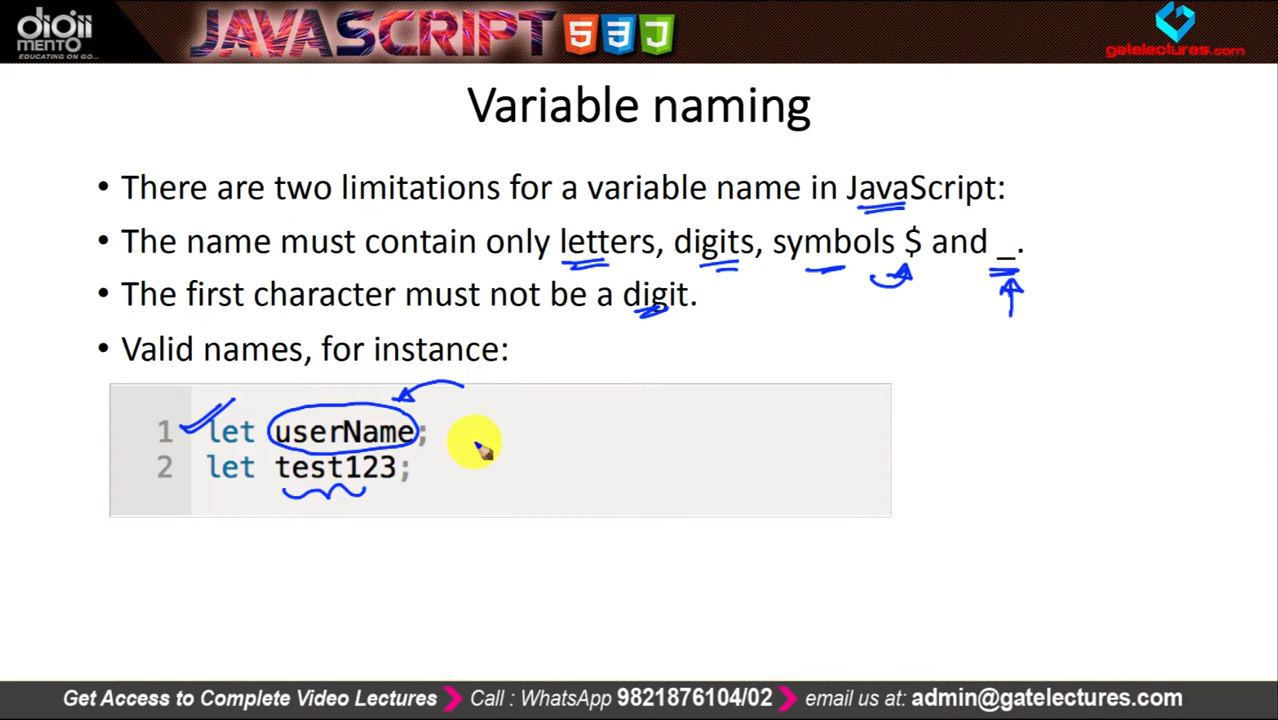 DIGII
MENTO
EDUCATING ON GO...
JAVASCRIPT
5 3 J
gatelectures.com
Variable naming
• There are two limitations for a variable name in JavaScript:
• The name must contain only letters, digits, symbols $ and _.
• The first character must not be a digit.
• Valid names, for instance:
1 let userName;
2 let test123;
Get Access to Complete Video Lectures Call : WhatsApp 9821876104/02 email us at: admin@gatelectures.com